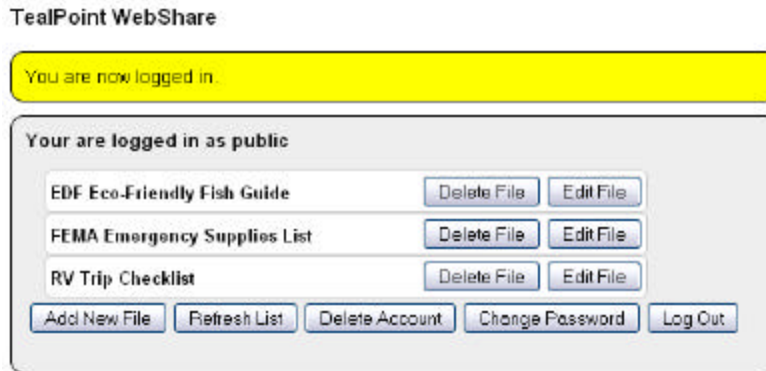 TealPoint WebShare
You are now logged in.
Your are logged in as public
EDF Eco-Friendly Fish Guide Delete File Edit File
FEMA Emergency Supplies List Delete File Edit File
RV Trip Checklist Delete File Edit File
Add New File Refresh List Delete Account Change Password Log Out